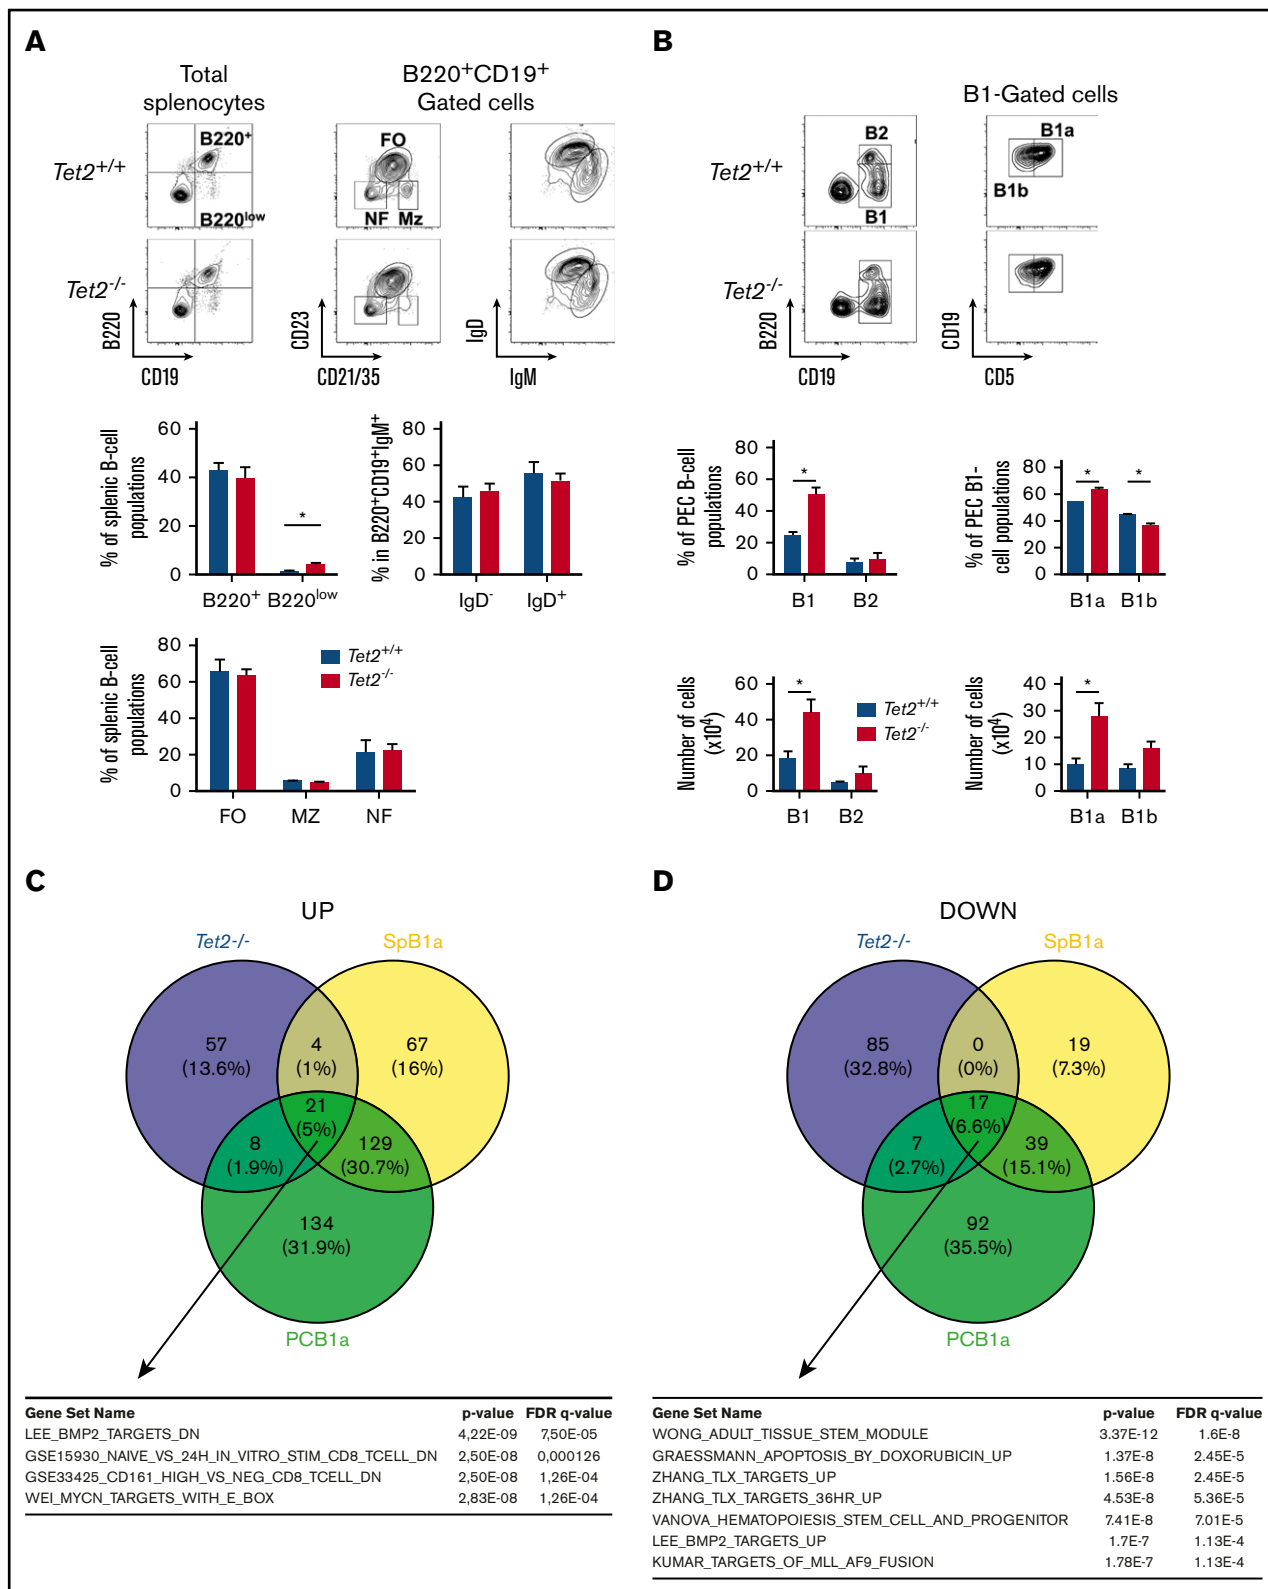 A
Total
splenocytes
B220+CD19+
Gated cells
Tet2+/+
B220+
B220low
FO
NF Mz
Tet2-/-
B220
CD19
CD23
CD21/35
IgD
IgM
% of splenic B-cell
populations
60
40
20
0
*
B220+ B220low
% in B220+CD19+IgM+
80
60
40
20
0
IgD- IgD+
% of splenic B-cell
populations
80
60
40
20
0
Tet2+/+
Tet2-/-
FO MZ NF
B
B1-Gated cells
Tet2+/+
B2
B1
B1a
B1b
Tet2-/-
B220
CD19
CD19
CD5
% of PEC B-cell
populations
80
60
40
20
0
*
B1 B2
% of PEC B1-
cell populations
80
60
40
20
0
* *
B1a B1b
Number of cells
(x104)
60
40
20
0
*
Tet2+/+
Tet2-/-
B1 B2
Number of cells
(x104)
40
30
20
10
0
*
B1a B1b
C
UP
Tet2-/- SpB1a
57
(13.6%)
4
(1%)
67
(16%)
21
(5%)
8
(1.9%)
129
(30.7%)
134
(31.9%)
PCB1a
Gene Set Name p-value FDR q-value
LEE_BMP2_TARGETS_DN 4,22E-09 7,50E-05
GSE15930_NAIVE_VS_24H_IN_VITRO_STIM_CD8_TCELL_DN 2,50E-08 0,000126
GSE33425_CD161_HIGH_VS_NEG_CD8_TCELL_DN 2,50E-08 1,26E-04
WEI_MYCN_TARGETS_WITH_E_BOX 2,83E-08 1,26E-04
D
DOWN
Tet2-/- SpB1a
85
(32.8%)
0
(0%)
19
(7.3%)
17
(6.6%)
7
(2.7%)
39
(15.1%)
92
(35.5%)
PCB1a
Gene Set Name p-value FDR q-value
WONG_ADULT_TISSUE_STEM_MODULE 3.37E-12 1.6E-8
GRAESSMANN_APOPTOSIS_BY_DOXORUBICIN_UP 1.37E-8 2.45E-5
ZHANG_TLX_TARGETS_UP 1.56E-8 2.45E-5
ZHANG_TLX_TARGETS_36HR_UP 4.53E-8 5.36E-5
VANOVA_HEMATOPOIESIS_STEM_CELL_AND_PROGENITOR 7.41E-8 7.01E-5
LEE_BMP2_TARGETS_UP 1.7E-7 1.13E-4
KUMAR_TARGETS_OF_MLL_AF9_FUSION 1.78E-7 1.13E-4